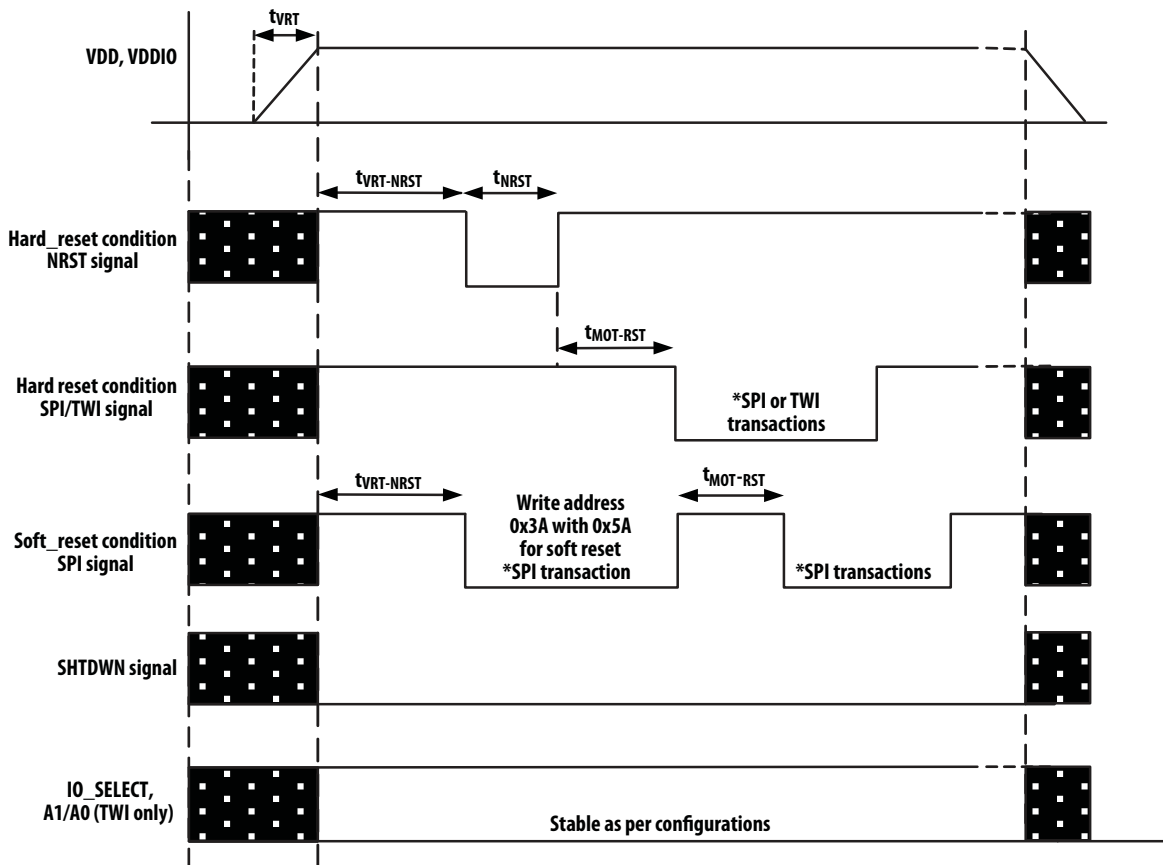 tVRT
VDD, VDDIO
tVRT-NRST
tNRST
Hard_reset condition
NRST signal
tMOT-RST
Hard reset condition
SPI/TWI signal
*SPI or TWI
transactions
tVRT-NRST
tMOT-RST
Write address
0x3A with 0x5A
for soft reset
*SPI transaction
Soft_reset condition
SPI signal
*SPI transactions
SHTDWN signal
IO_SELECT,
A1/A0 (TWI only)
Stable as per configurations